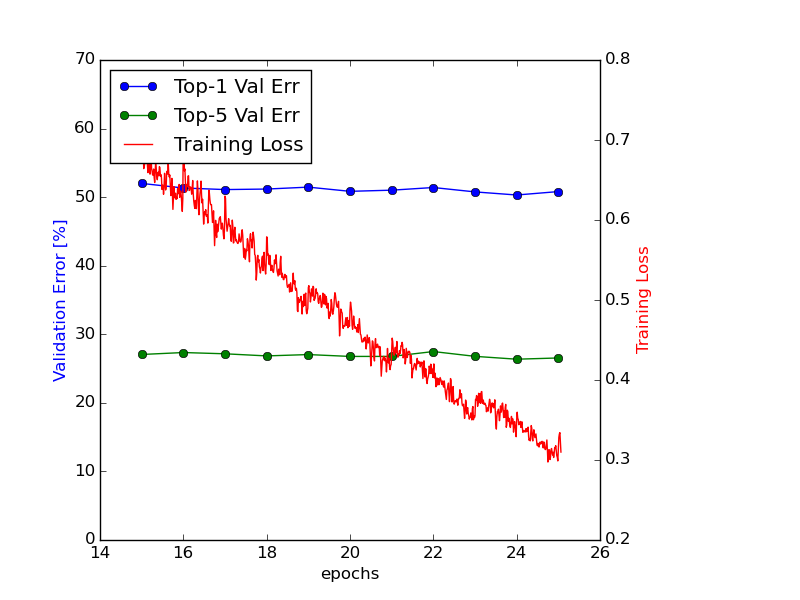 70
60
50
40
30
20
10
0
Validation Error [%]
Top-1 Val Err
Top-5 Val Err
Training Loss
0.8
0.7
0.6
0.5
0.4
0.3
0.2
Training Loss
14 16 18 20 22 24 26
epochs